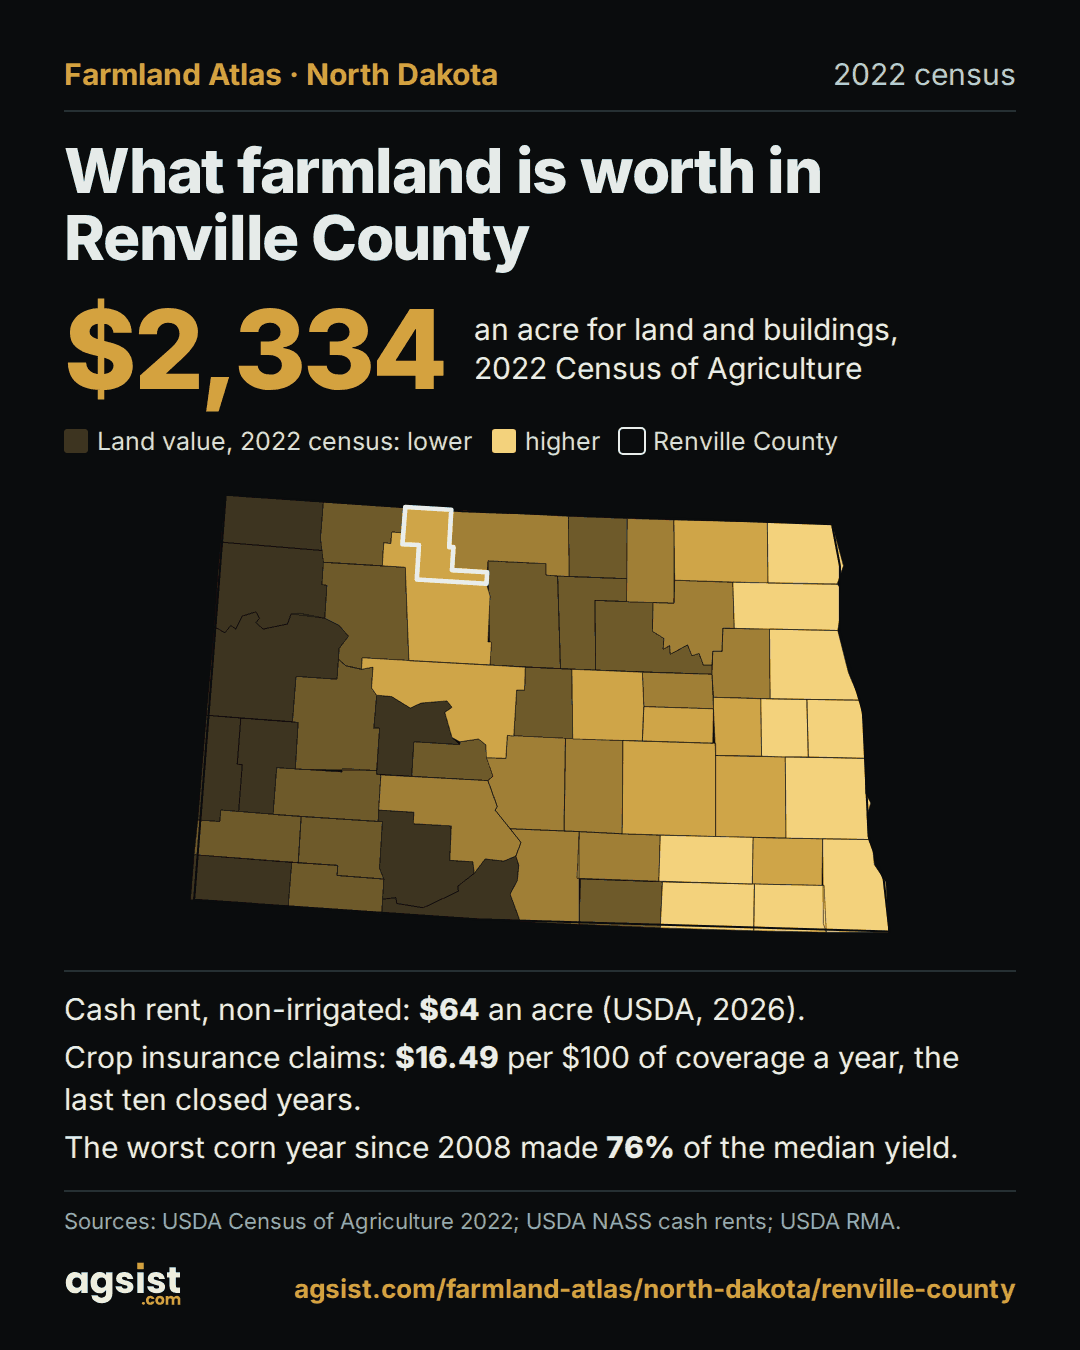 Farmland Atlas · North Dakota
2022 census
What farmland is worth in
Renville County
$2,334
an acre for land and buildings,
2022 Census of Agriculture
Land value, 2022 census: lower
higher
Renville County
Cash rent, non-irrigated: $64 an acre (USDA, 2026).
Crop insurance claims: $16.49 per $100 of coverage a year, the
last ten closed years.
The worst corn year since 2008 made 76% of the median yield.
Sources: USDA Census of Agriculture 2022; USDA NASS cash rents; USDA RMA.
agsist
.com
agsist.com/farmland-atlas/north-dakota/renville-county